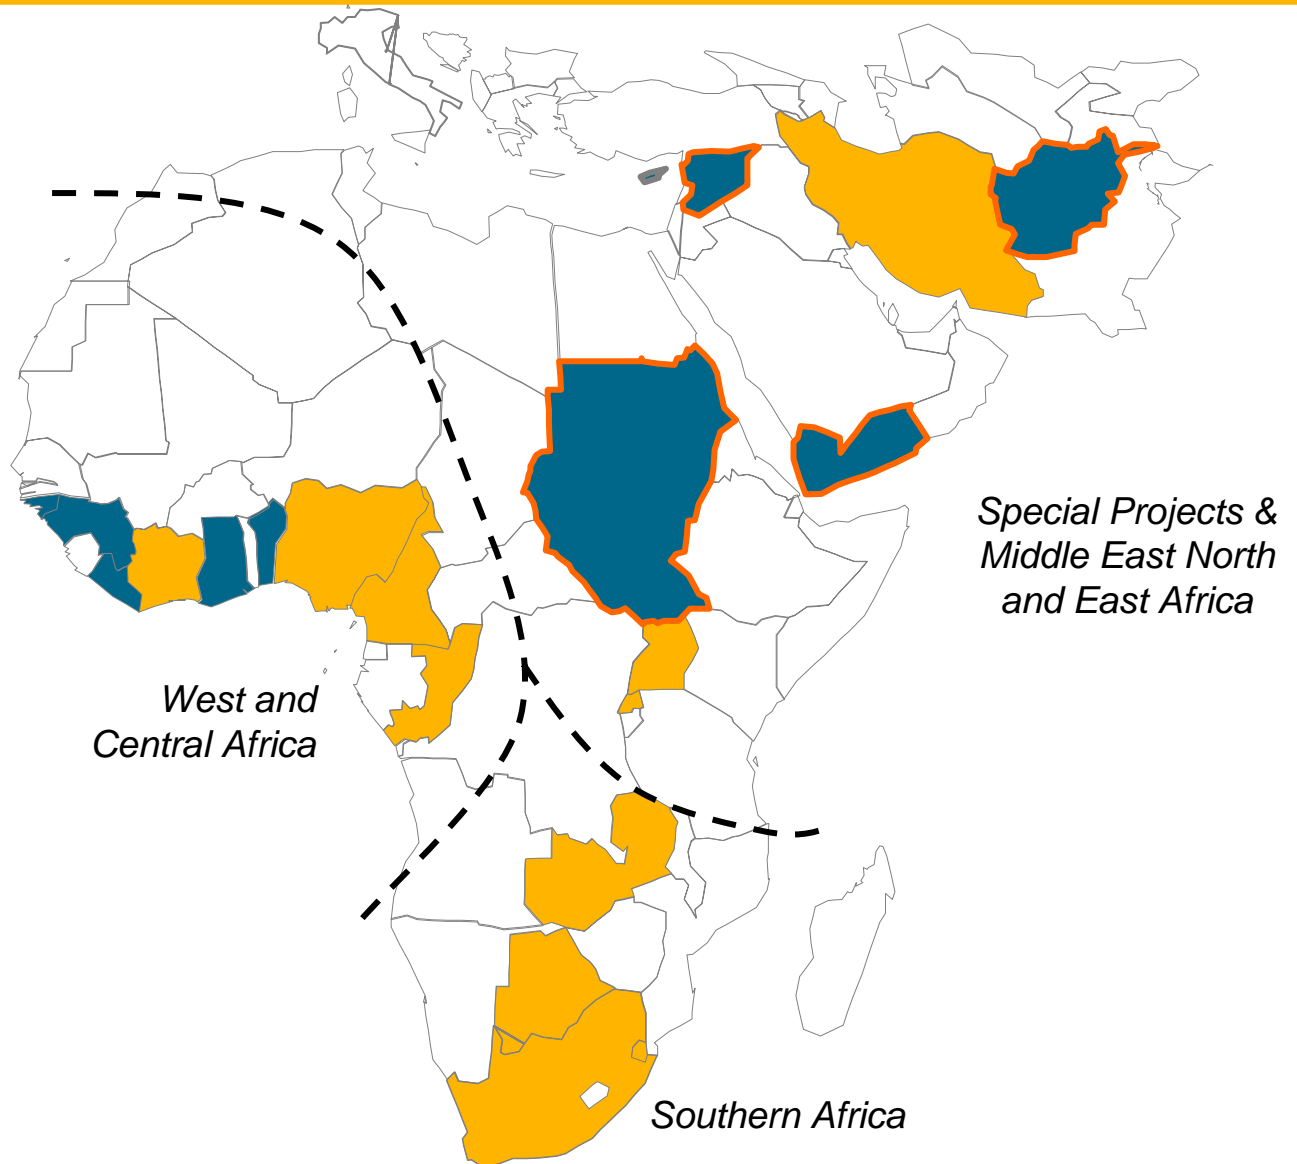 Special Projects &
Middle East North
and East Africa
West and
Central Africa
Southern Africa